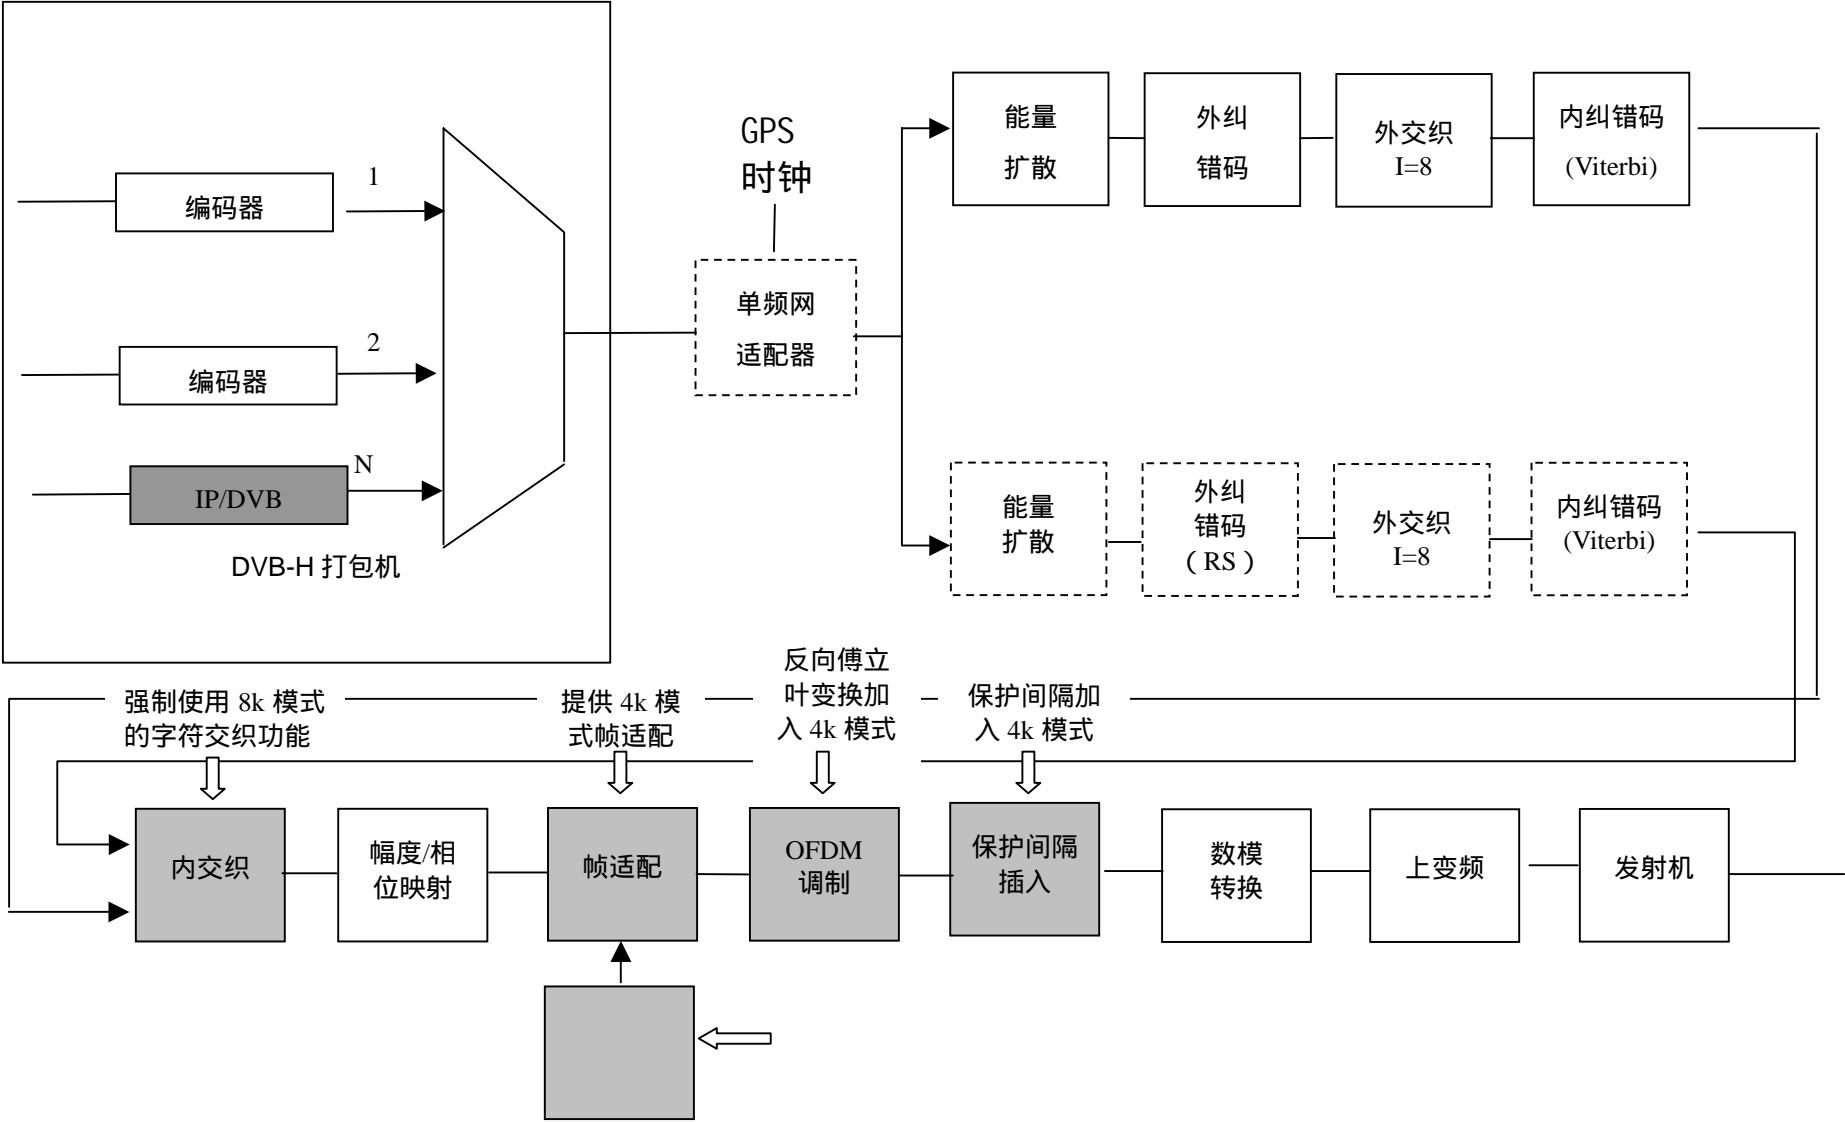 1
编码器
2
编码器
N
IP/DVB
DVB-H 打包机
GPS
时钟
单频网
适配器
能量
扩散
外纠
错码
外交织
I=8
内纠错码
(Viterbi)
能量
扩散
外纠
错码
（RS）
外交织
I=8
内纠错码
(Viterbi)
强制使用 8k 模式
的字符交织功能
提供 4k 模
式帧适配
反向傅立
叶变换加
入 4k 模式
保护间隔加
入 4k 模式
内交织
幅度/相
位映射
帧适配
OFDM
调制
保护间隔
插入
数模
转换
上变频
发射机